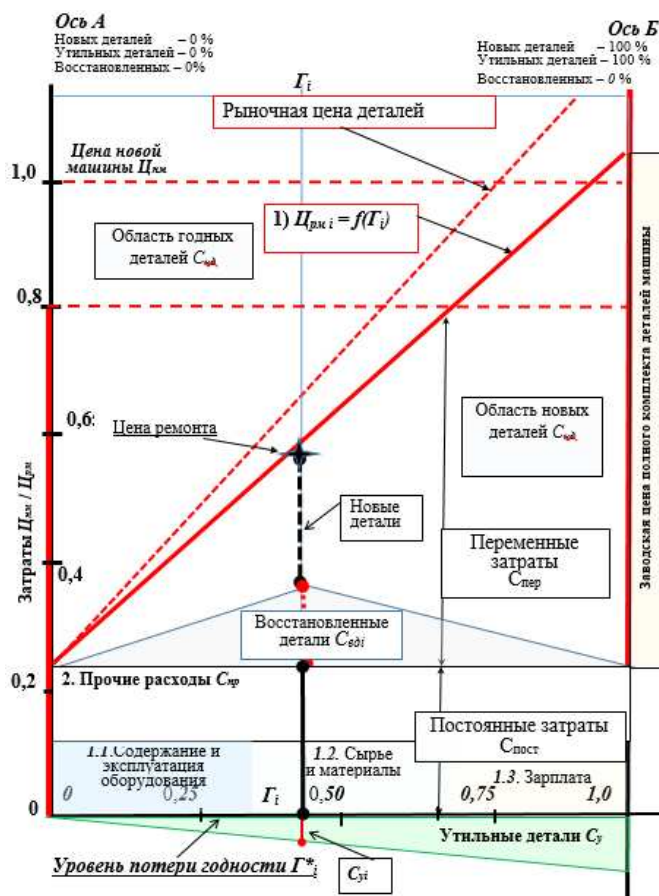 Ось А
Новых деталей – 0 %
Утильных деталей – 0 %
Восстановленных – 0%
Ось Б
Новых деталей – 100 %
Утильных деталей – 100 %
Восстановленных – 0 %
Гi
Рыночная цена деталей
Цена новой
машины Цнм
1,0
1) Црм i = f(Гi)
Область годных
деталей
0,8
0,6
Цена ремонта
Область новых
деталей
Новые
детали
Переменные
затраты
Спер
0,4
Восстановленные
детали Свдi
Затраты Цнм / Црм
Заводская цена полного комплекта деталей машины
0,2
2. Прочие расходы Спр
Постоянные затраты
Спост
1.1.Содержание и
эксплуатация
оборудования
1.2. Сырье
и материалы
1.3. Зарплата
0
0
0,25
Гi
0,50
0,75
1,0
Утильные детали Су
Уровень потери годности Г*i
Суi